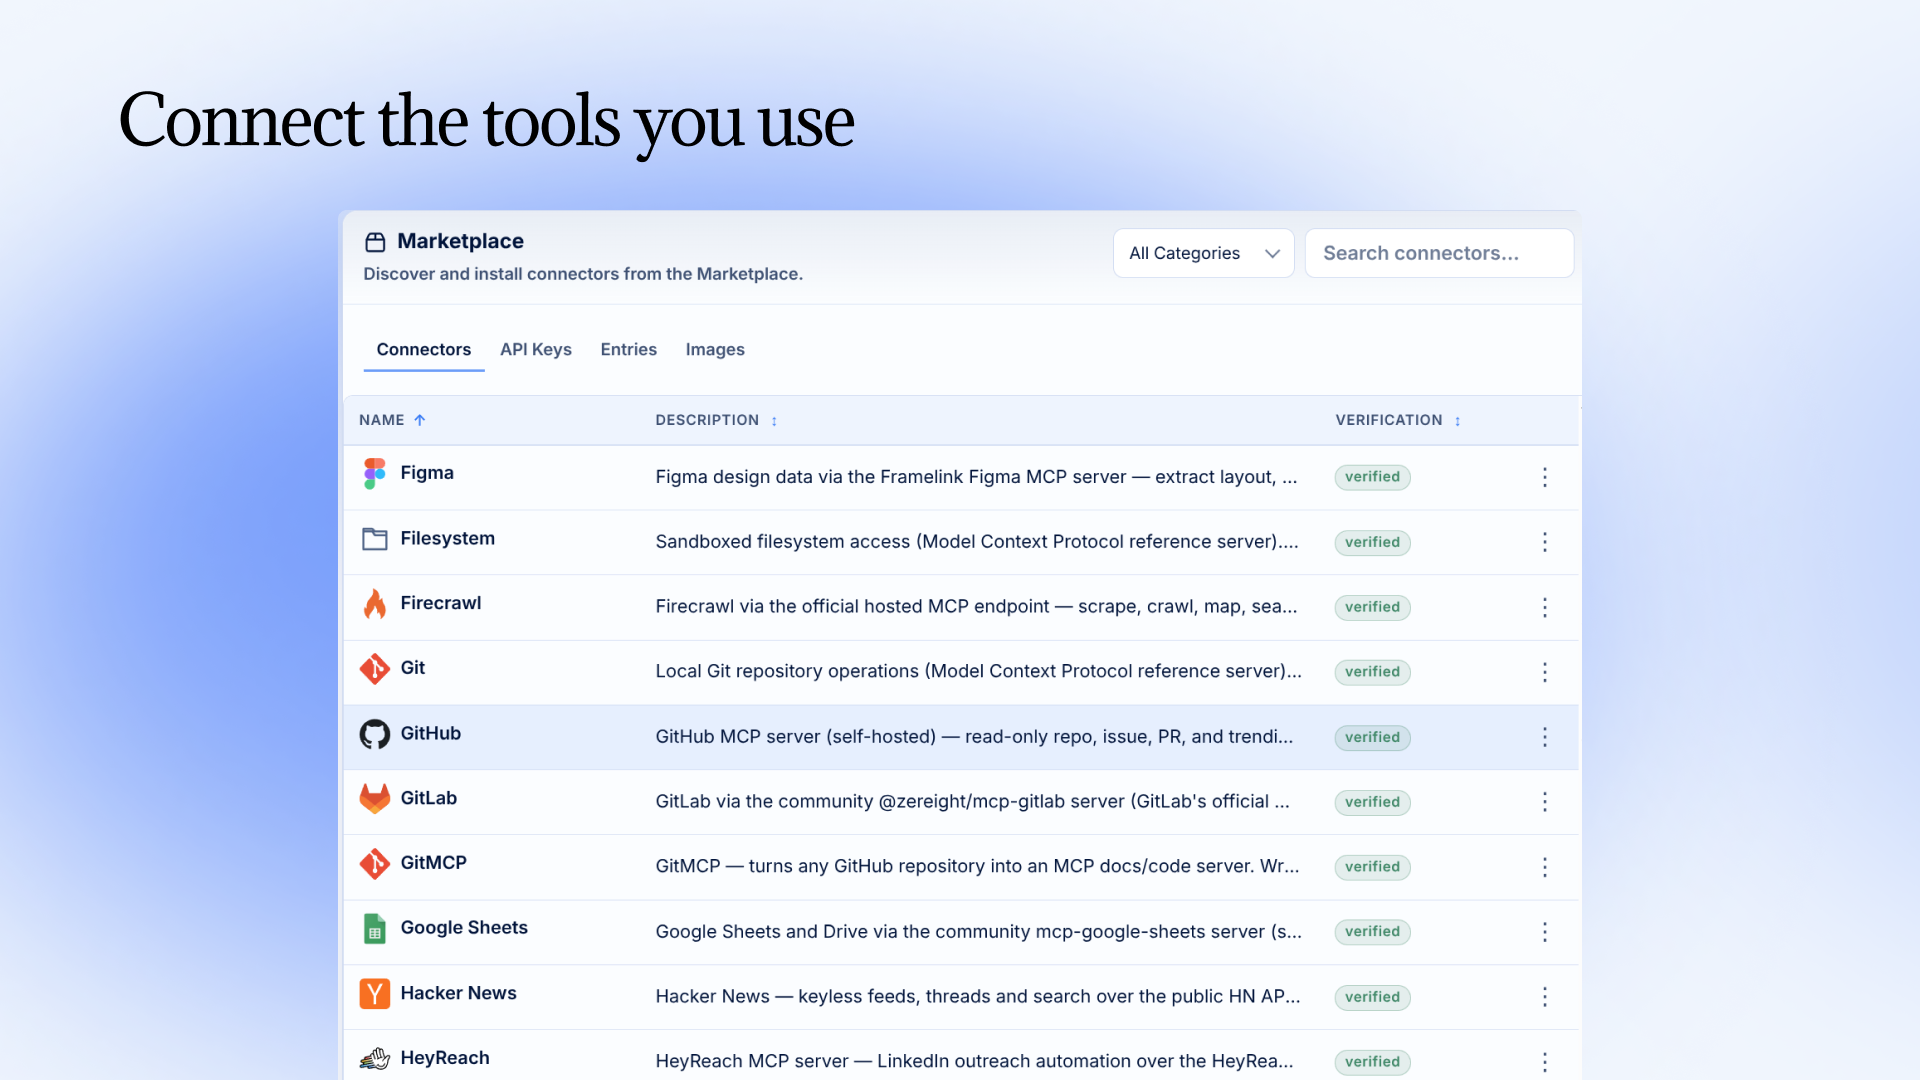 Connect the tools you use
Marketplace
Discover and install connectors from the Marketplace.
All Categories
Search connectors...
Connectors API Keys Entries Images
NAME ↑ DESCRIPTION ↕ VERIFICATION ↕
Figma Figma design data via the Framelink Figma MCP server — extract layout, ... verified
Filesystem Sandboxed filesystem access (Model Context Protocol reference server).... verified
Firecrawl Firecrawl via the official hosted MCP endpoint — scrape, crawl, map, sea... verified
Git Local Git repository operations (Model Context Protocol reference server)... verified
GitHub GitHub MCP server (self-hosted) — read-only repo, issue, PR, and trendi... verified
GitLab GitLab via the community @zereight/mcp-gitlab server (GitLab's official ... verified
GitMCP GitMCP — turns any GitHub repository into an MCP docs/code server. Wr... verified
Google Sheets Google Sheets and Drive via the community mcp-google-sheets server (s... verified
Hacker News Hacker News — keyless feeds, threads and search over the public HN AP... verified
HeyReach HeyReach MCP server — LinkedIn outreach automation over the HeyRea... verified